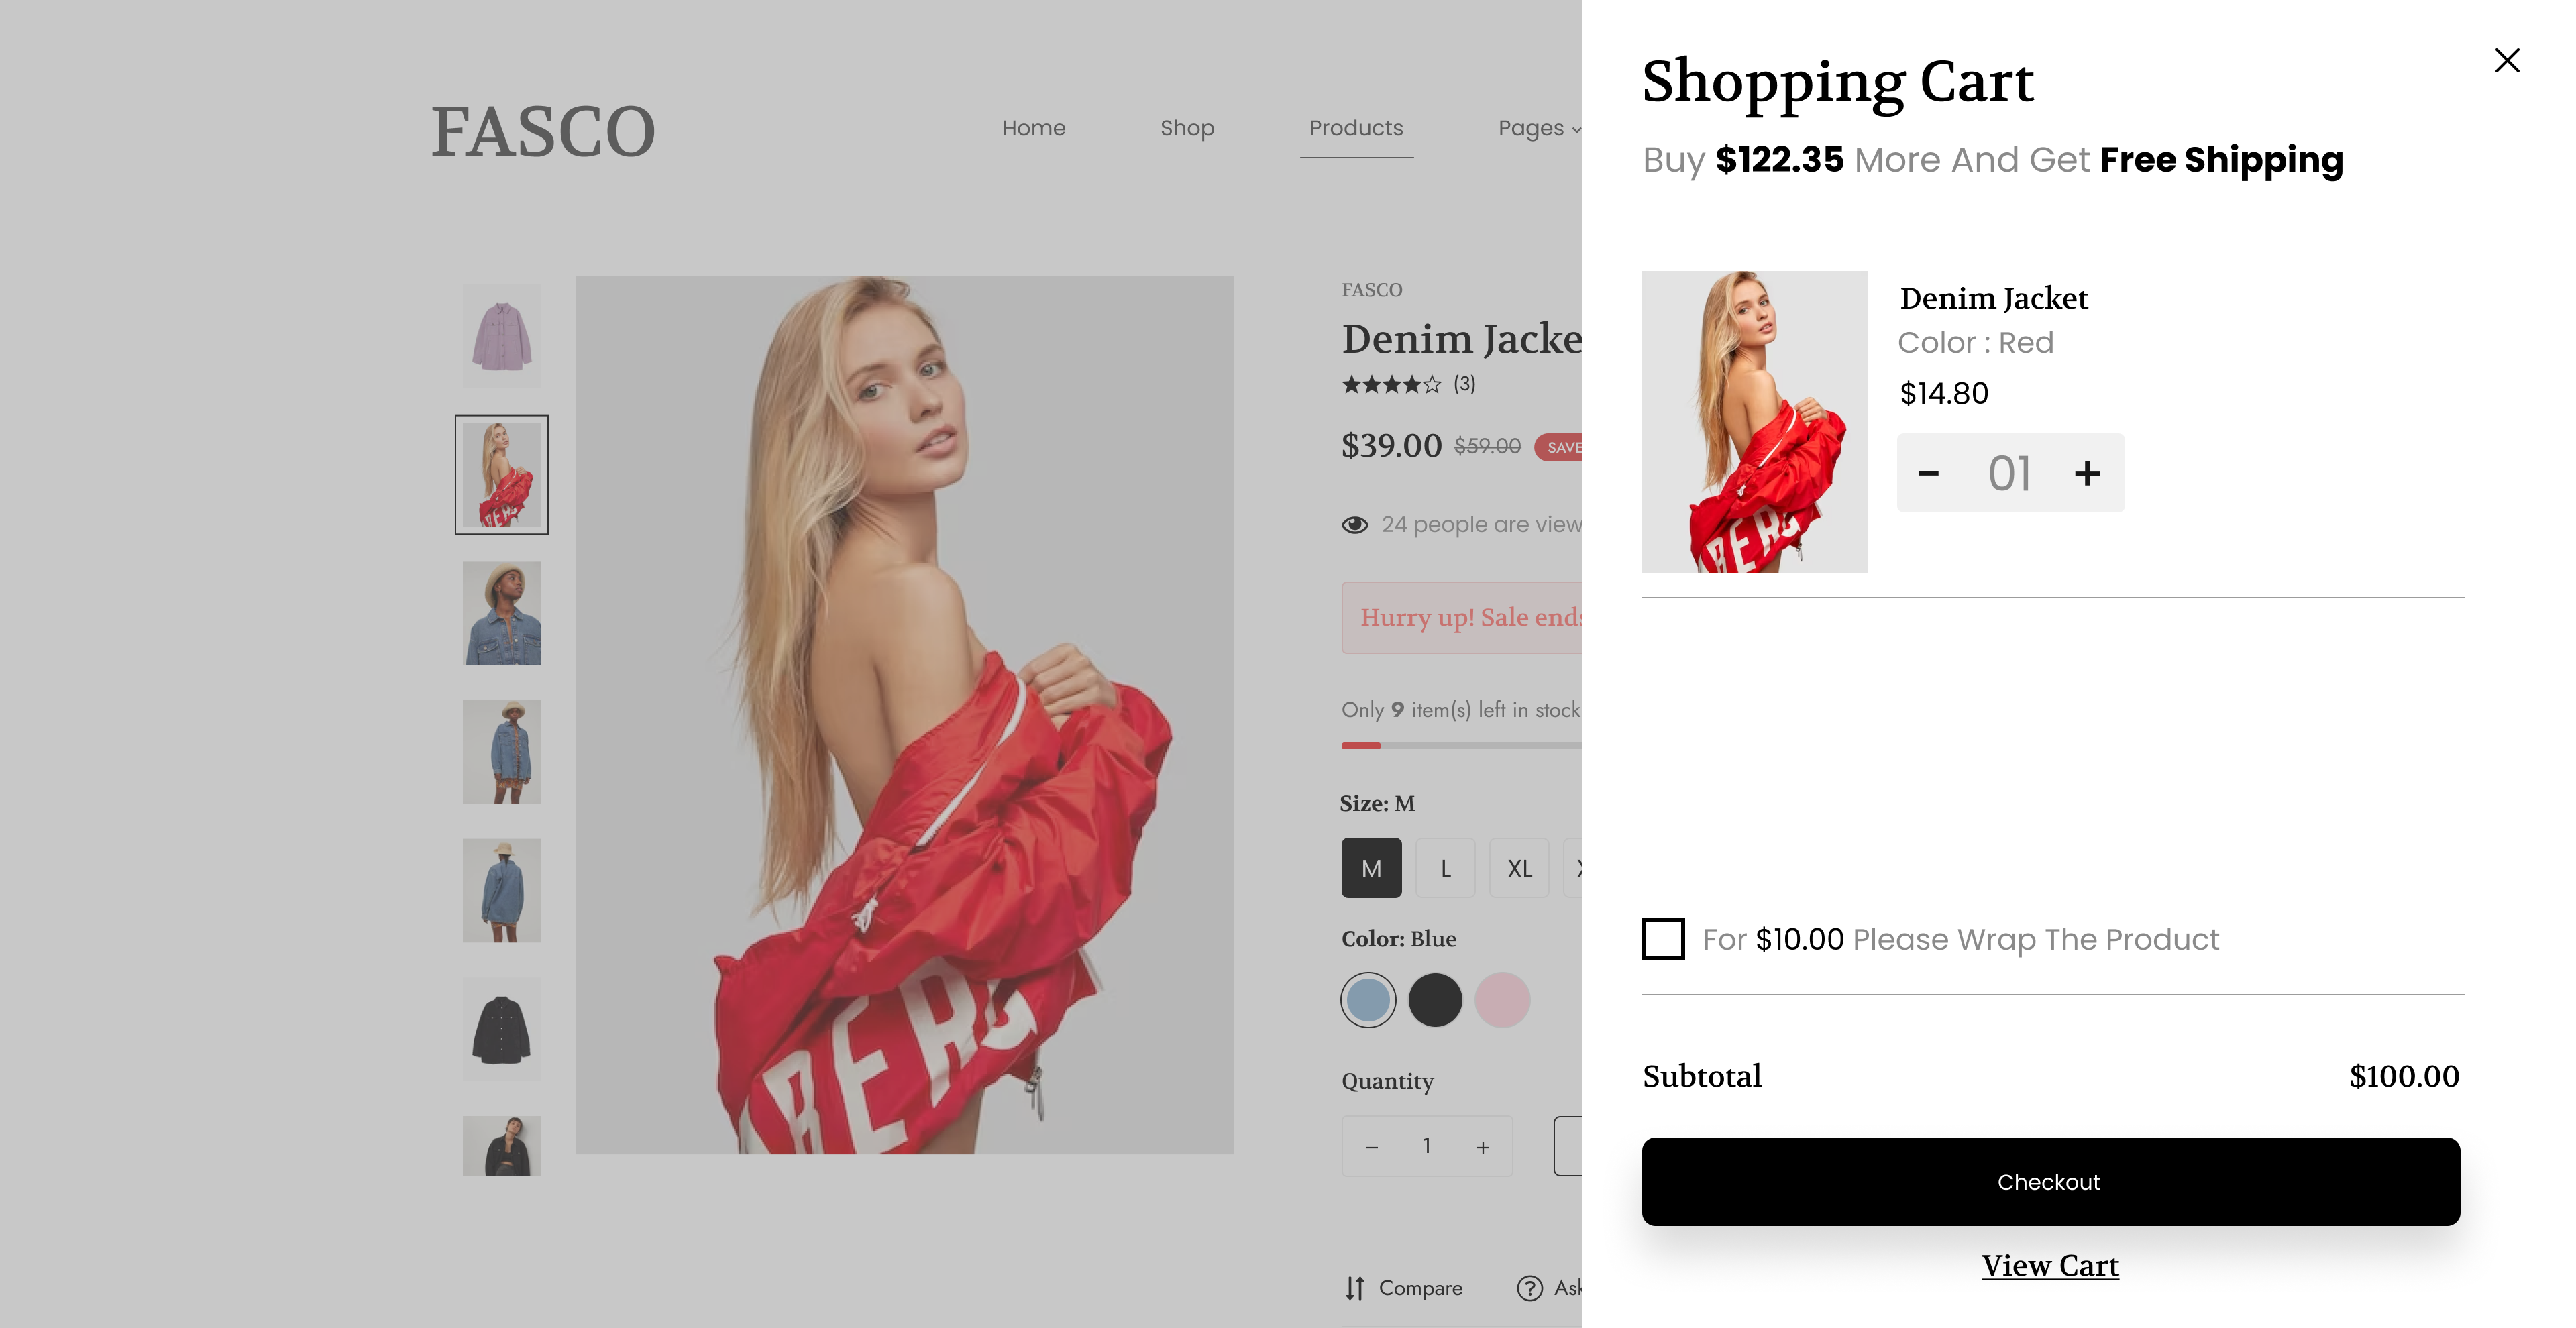 FASCO
Home
Shop
Products
Pages
FASCO
Denim Jacke
(3)
$39.00 $59.00 SAVE
24 people are view
Hurry up! Sale ends
Only 9 item(s) left in stock
Size: M
M
L
XL
Color: Blue
Quantity
− 1 +
Compare
Ask
Shopping Cart
Buy $122.35 More And Get Free Shipping
Denim Jacket
Color : Red
$14.80
- 01 +
For $10.00 Please Wrap The Product
Subtotal
$100.00
Checkout
View Cart